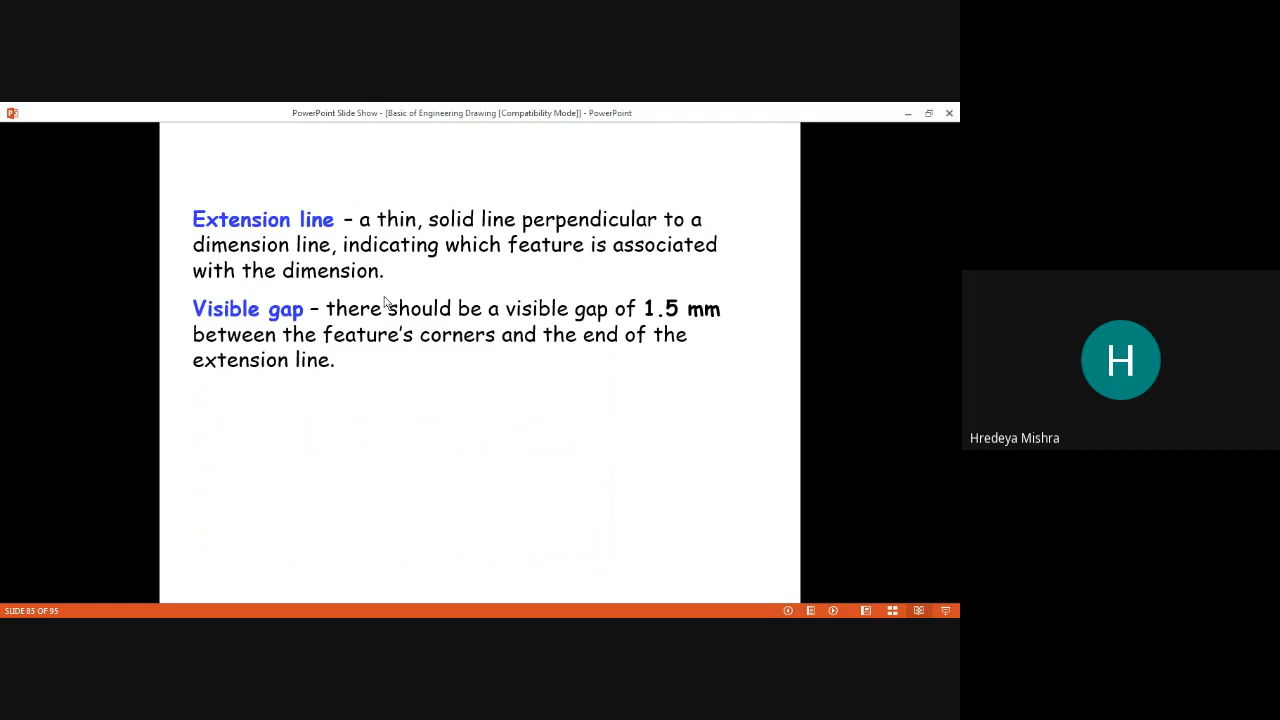 PowerPoint Slide Show - [Basic of Engineering Drawing [Compatibility Mode]] - PowerPoint
Extension line – a thin, solid line perpendicular to a
dimension line, indicating which feature is associated
with the dimension.
Visible gap – there should be a visible gap of 1.5 mm
between the feature’s corners and the end of the
extension line.
H
Hredeya Mishra
SLIDE 85 OF 95